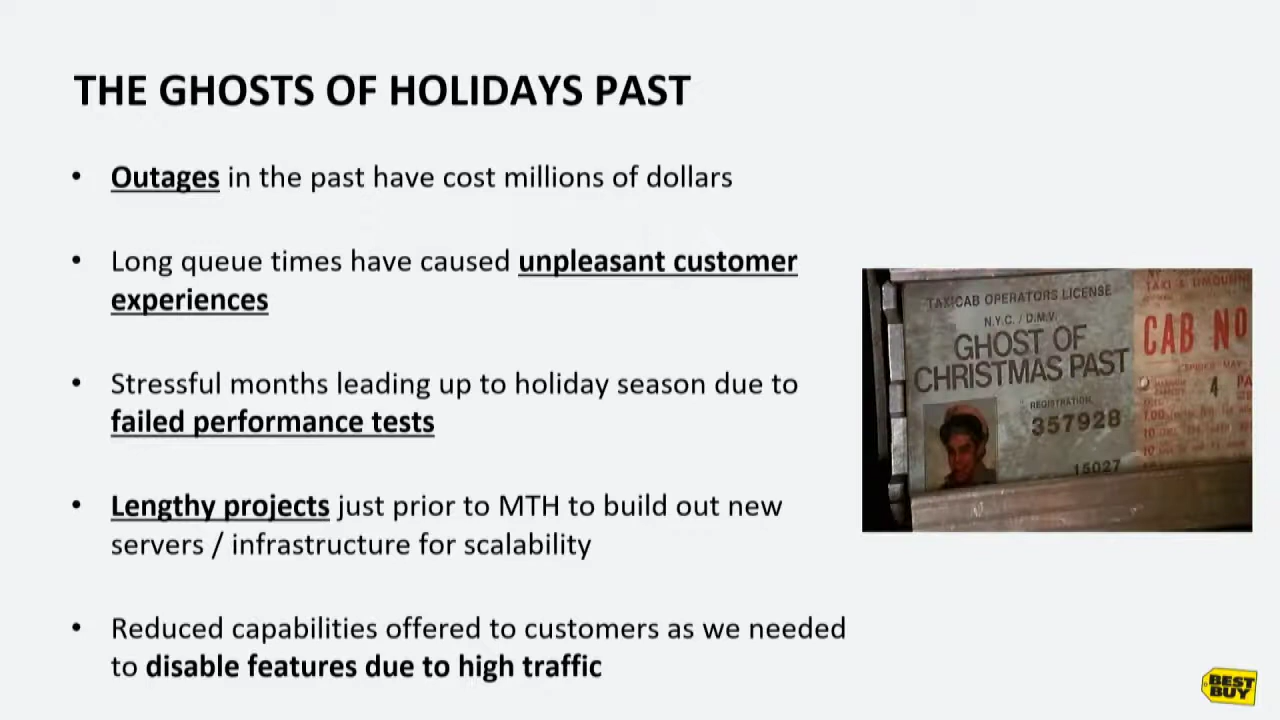 THE GHOSTS OF HOLIDAYS PAST
• Outages in the past have cost millions of dollars
• Long queue times have caused unpleasant customer
experiences
• Stressful months leading up to holiday season due to
failed performance tests
• Lengthy projects just prior to MTH to build out new
servers / infrastructure for scalability
• Reduced capabilities offered to customers as we needed
to disable features due to high traffic
TAXICAB OPERATORS LICENSE
N.Y.C. / D.M.V.
GHOST OF
CHRISTMAS PAST
REGISTRATION
357928
15027
TAXI & LIMOUSINE
CAB NO
4
BEST
BUY